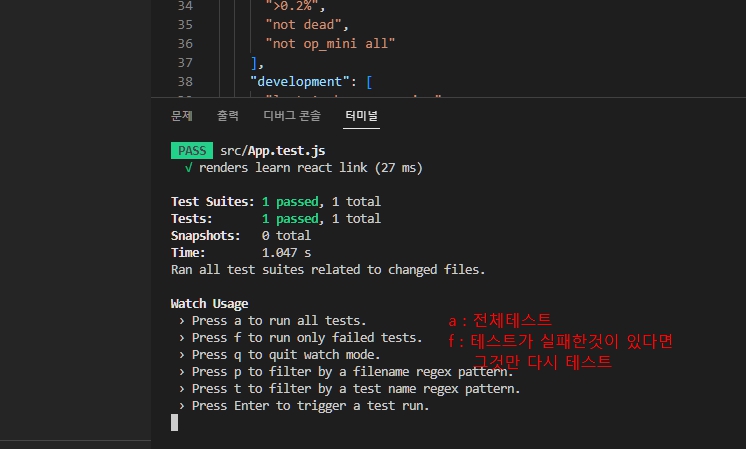 34 ">0.2%",
35 "not dead",
36 "not op_mini all"
37 ],
38 "development": [
문제 출력 디버그 콘솔 터미널
PASS src/App.test.js
√ renders learn react link (27 ms)
Test Suites: 1 passed, 1 total
Tests: 1 passed, 1 total
Snapshots: 0 total
Time: 1.047 s
Ran all test suites related to changed files.
Watch Usage
› Press a to run all tests.
› Press f to run only failed tests.
› Press q to quit watch mode.
› Press p to filter by a filename regex pattern.
› Press t to filter by a test name regex pattern.
› Press Enter to trigger a test run.
a : 전체테스트
f : 테스트가 실패한것이 있다면
그것만 다시 테스트